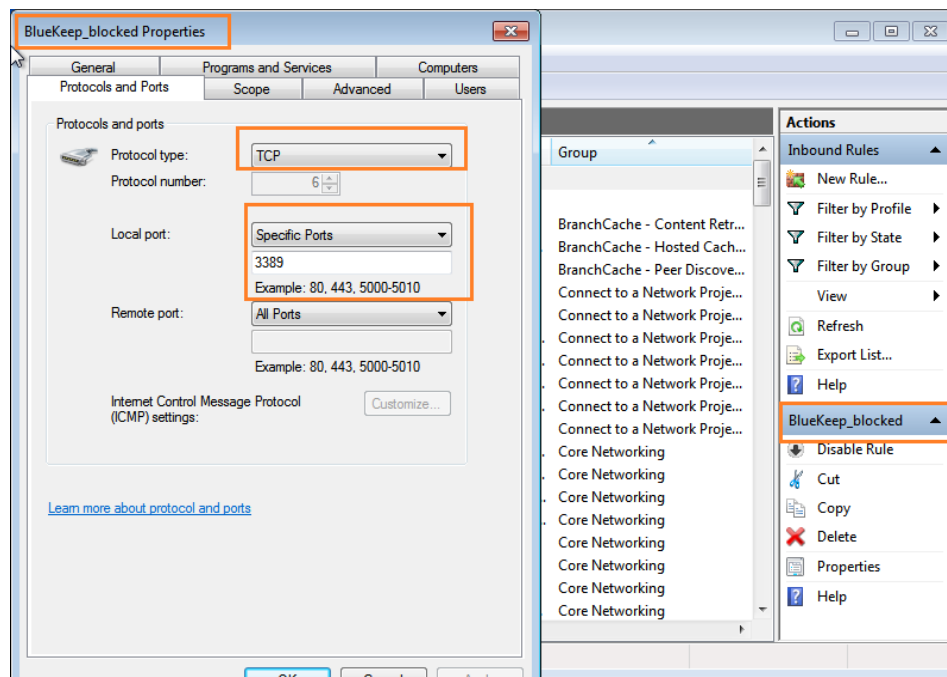 BlueKeep_blocked Properties
General
Programs and Services
Computers
Protocols and Ports
Scope
Advanced
Users
Protocols and ports
Protocol type:
TCP
Protocol number:
6
Local port:
Specific Ports
3389
Example: 80, 443, 5000-5010
Remote port:
All Ports
Example: 80, 443, 5000-5010
Internet Control Message Protocol
(ICMP) settings:
Customize...
Learn more about protocol and ports
Group
BranchCache - Content Retr...
BranchCache - Hosted Cach...
BranchCache - Peer Discove...
Connect to a Network Proje...
Connect to a Network Proje...
Connect to a Network Proje...
Connect to a Network Proje...
Connect to a Network Proje...
Connect to a Network Proje...
Connect to a Network Proje...
Core Networking
Core Networking
Core Networking
Core Networking
Core Networking
Core Networking
Core Networking
Core Networking
Actions
Inbound Rules
New Rule...
Filter by Profile
Filter by State
Filter by Group
View
Refresh
Export List...
Help
BlueKeep_blocked
Disable Rule
Cut
Copy
Delete
Properties
Help